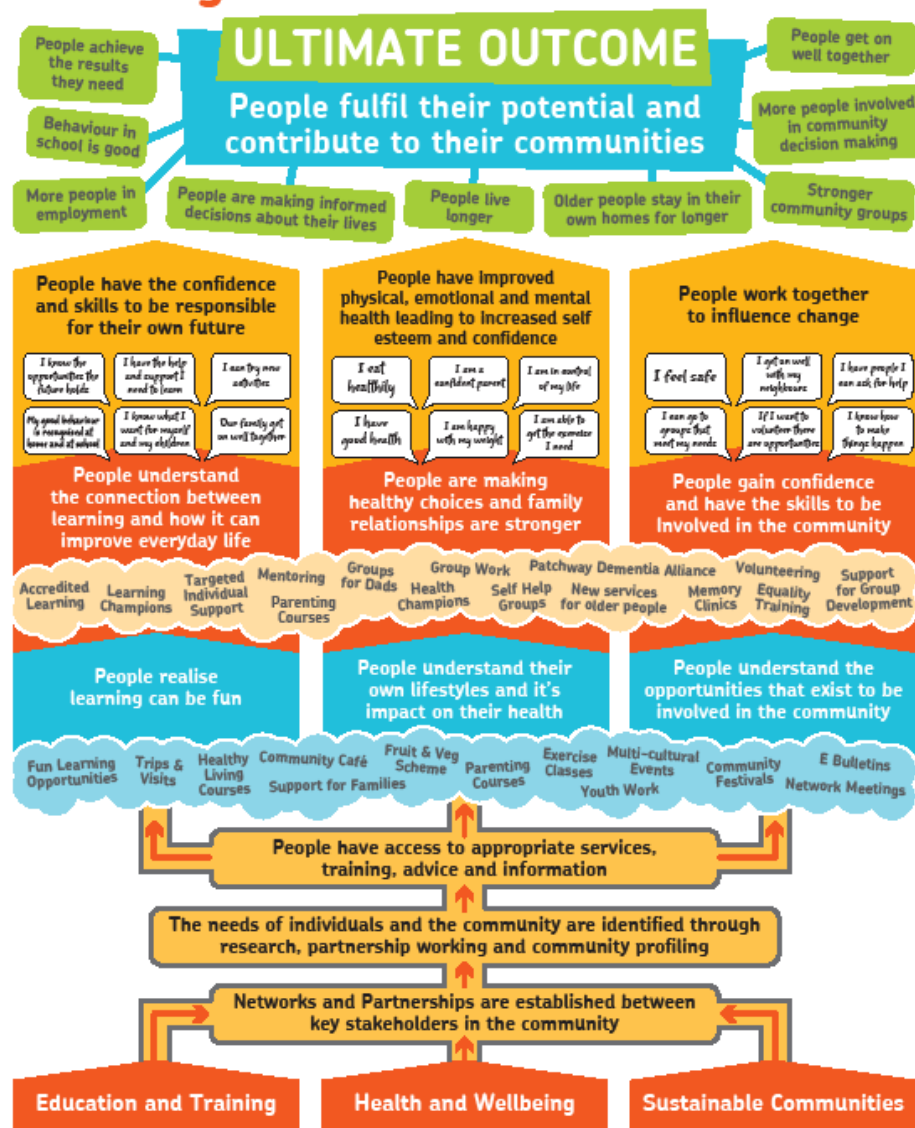 ULTIMATE OUTCOME
People fulfil their potential and
contribute to their communities
People achieve
the results
they need
Behaviour in
school is good
More people in
employment
People are making informed
decisions about their lives
People live
longer
Older people stay in their
own homes for longer
People get on
well together
More people involved
in community
decision making
Stronger
community groups
People have the confidence
and skills to be responsible
for their own future
I know the
opportunities the
future holds
I have the help
and support I
need to learn
I can try new
activities
My good behaviour
is recognised at
home and at school
I know what I
want for myself
and my children
Our family get
on well together
People understand
the connection between
learning and how it can
improve everyday life
People have improved
physical, emotional and mental
health leading to increased self
esteem and confidence
I eat
healthily
I am a
confident parent
I am in control
of my life
I have
good health
I am happy
with my weight
I am able to
get the exercise
I need
People are making
healthy choices and family
relationships are stronger
People work together
to influence change
I feel safe
I get on well
with my
neighbours
I have people I
can ask for help
I can go to
groups that
meet my needs
If I want to
volunteer there
are opportunities
I know how
to make
things happen
People gain confidence
and have the skills to be
Involved in the community
Accredited
Learning
Learning
Champions
Targeted
Individual
Support
Mentoring
Parenting
Courses
Groups
for Dads
Health
Champions
Group Work
Self Help
Groups
Patchway Dementia Alliance
New services
for older people
Memory
Clinics
Volunteering
Equality
Training
Support
for Group
Development
People realise
learning can be fun
People understand their
own lifestyles and it's
impact on their health
People understand the
opportunities that exist to be
involved in the community
Fun Learning
Opportunities
Trips &
Visits
Healthy
Living
Courses
Community Café
Support for Families
Fruit & Veg
Scheme
Parenting
Courses
Exercise
Classes
Multi-cultural
Events
Youth Work
Community
Festivals
E Bulletins
Network Meetings
People have access to appropriate services,
training, advice and information
The needs of individuals and the community are identified through
research, partnership working and community profiling
Networks and Partnerships are established between
key stakeholders in the community
Education and Training
Health and Wellbeing
Sustainable Communities